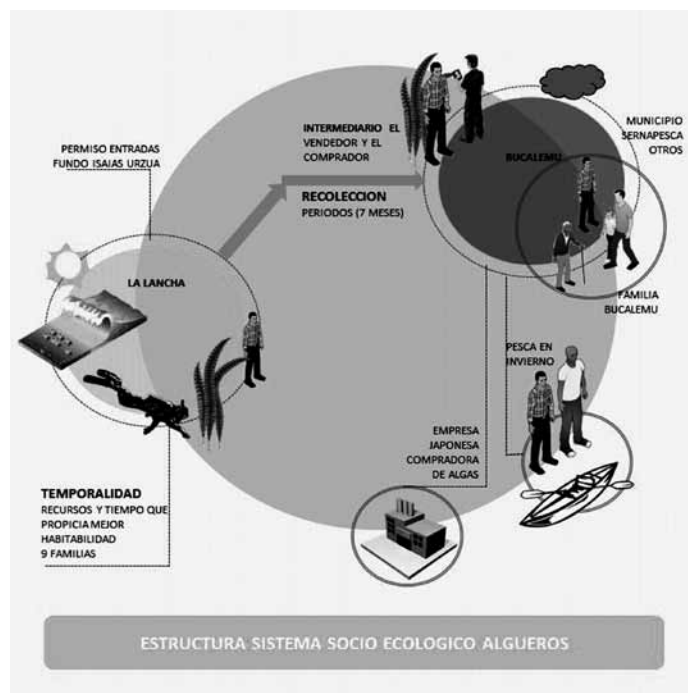 MUNICIPIO
SERNAPESCA
OTROS
INTERMEDIARIO EL
VENDEDOR Y EL
COMPRADOR
PERMISO ENTRADAS
FUNDO ISAIAS URZUA
BUCALEMU
RECOLECCION
PERIODOS (7 MESES)
LA LANCHA
FAMILIA
BUCALEMU
PESCA EN
INVIERNO
EMPRESA
JAPONESA
COMPRADORA
DE ALGAS
TEMPORALIDAD
RECURSOS Y TIEMPO QUE
PROPICIA MEJOR
HABITABILIDAD
9 FAMILIAS
ESTRUCTURA SISTEMA SOCIO ECOLOGICO ALGUEROS